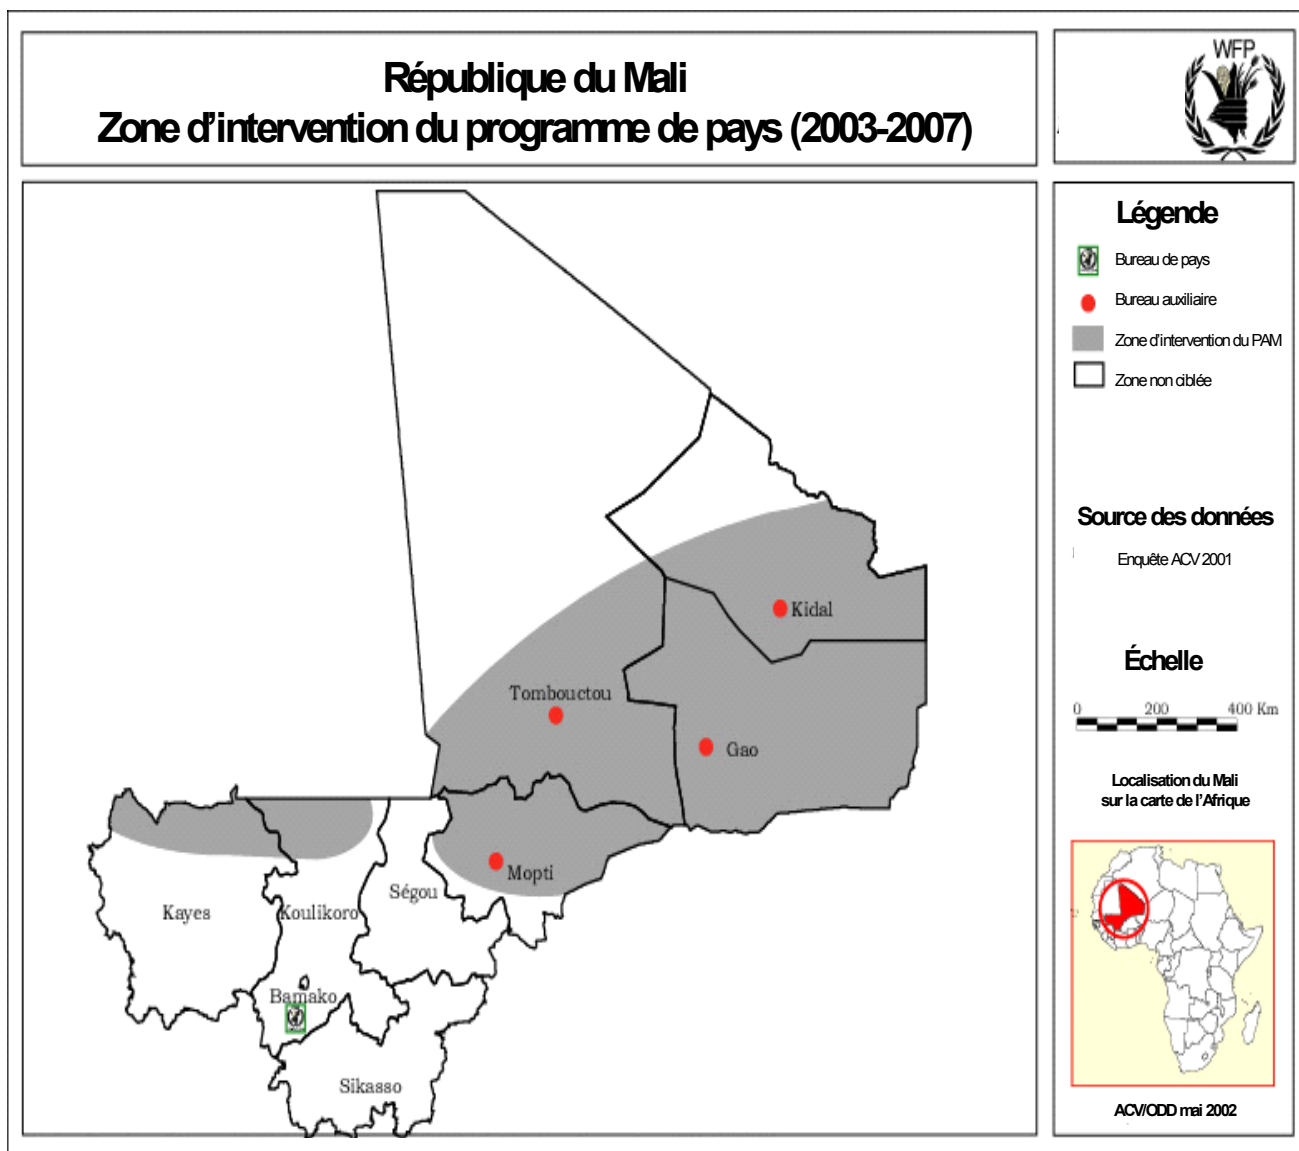 République du Mali
Zone d'intervention du programme de pays (2003-2007)
WFP
Légende
Bureau de pays
Bureau auxiliaire
Zone d'intervention du PAM
Zone non ciblée
Source des données
Enquête ACV 2001
Échelle
0 200 400 Km
Localisation du Mali
sur la carte de l'Afrique
ACV/ODD mai 2002
Kidal
Tombouctou
Gao
Mopti
Ségou
Kayes
Koulikoro
Bamako
Sikasso